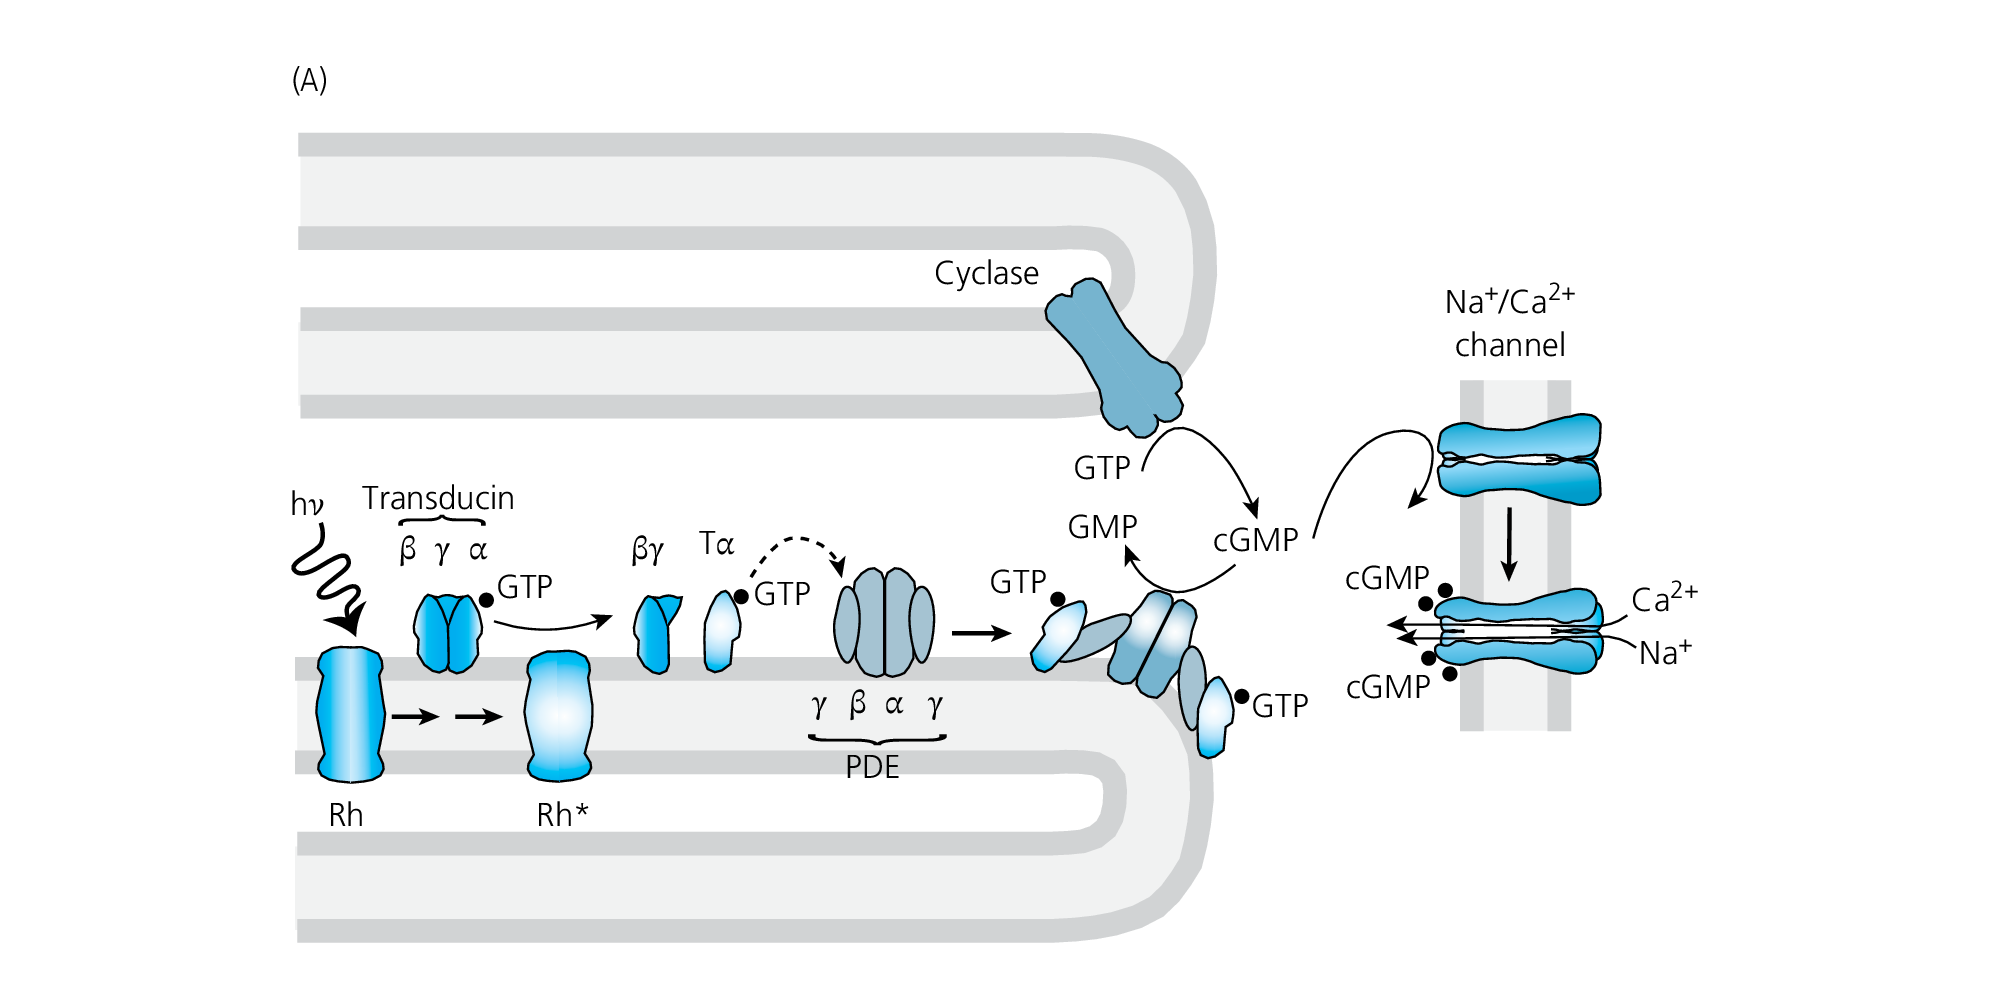 (A)
Cyclase
Na⁺/Ca²⁺
channel
GTP
GMP
cGMP
hν
Transducin
β γ α
GTP
βγ
Tα
GTP
GTP
cGMP
Ca²⁺
Na⁺
cGMP
GTP
γ β α γ
PDE
Rh
Rh*